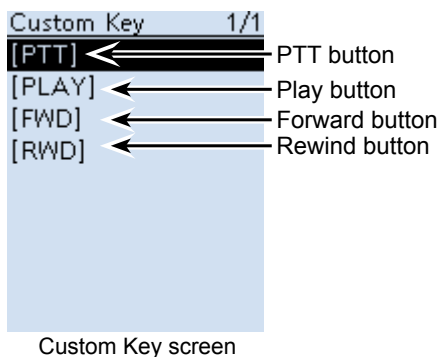 Custom Key 1/1
[PTT] PTT button
[PLAY] Play button
[FWD] Forward button
[RWD] Rewind button
Custom Key screen